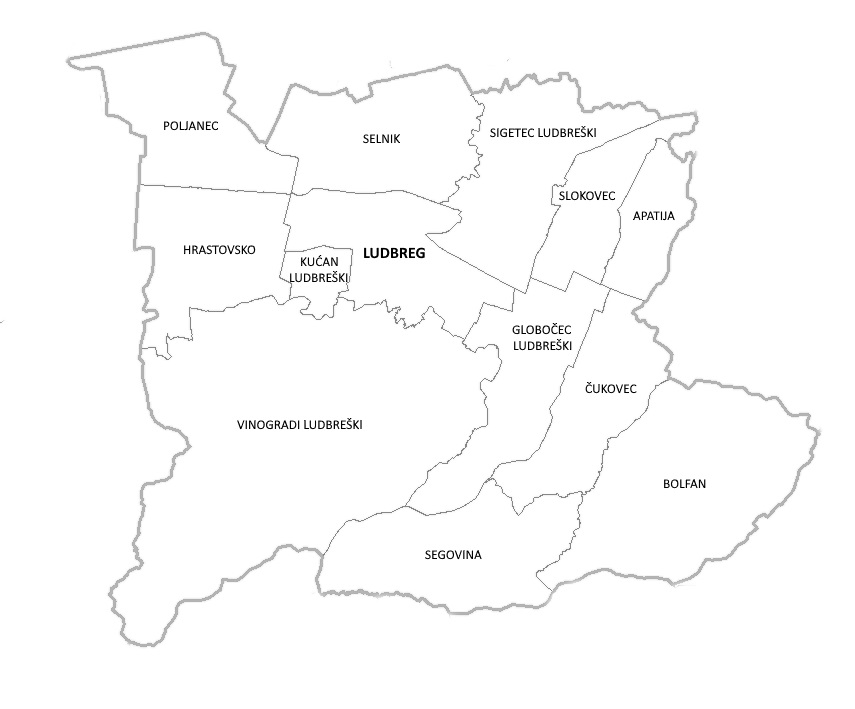 POLJANEC
SELNIK
SIGETEC LUDBREŠKI
SLOKOVEC
APATIJA
HRASTOVSKO
KUĆAN
LUDBREŠKI
LUDBREG
GLOBOČEC
LUDBREŠKI
ČUKOVEC
VINOGRADI LUDBREŠKI
BOLFAN
SEGOVINA